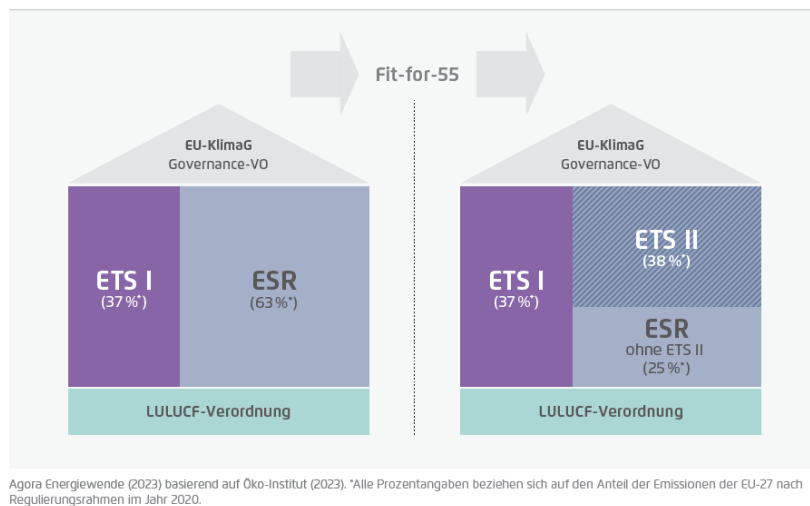 Fit-for-55
EU-KlimaG
Governance-VO
ETS I
(37 %*)
ESR
(63 %*)
LULUCF-Verordnung
EU-KlimaG
Governance-VO
ETS I
(37 %*)
ETS II
(38 %*)
ESR
ohne ETS II
(25 %*)
LULUCF-Verordnung
Agora Energiewende (2023) basierend auf Öko-Institut (2023). *Alle Prozentangaben beziehen sich auf den Anteil der Emissionen der EU-27 nach
Regulierungsrahmen im Jahr 2020.